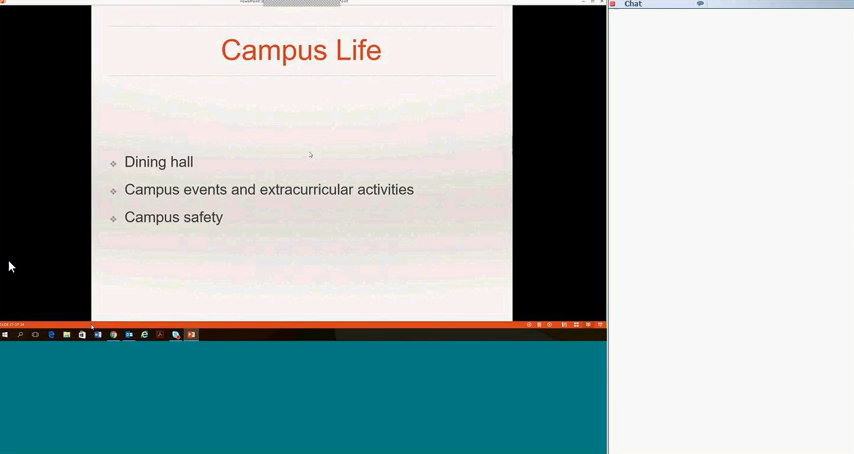 Chat
Campus Life
Dining hall
Campus events and extracurricular activities
Campus safety